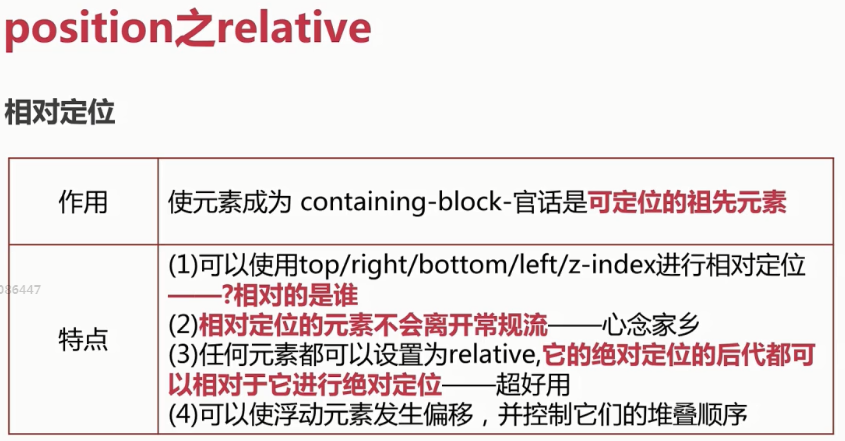 position之relative
相对定位
作用
使元素成为 containing-block-官话是可定位的祖先元素
特点
(1)可以使用top/right/bottom/left/z-index进行相对定位
——?相对的是谁
(2)相对定位的元素不会离开常规流——心念家乡
(3)任何元素都可以设置为relative,它的绝对定位的后代都可
以相对于它进行绝对定位——超好用
(4)可以使浮动元素发生偏移，并控制它们的堆叠顺序
086447